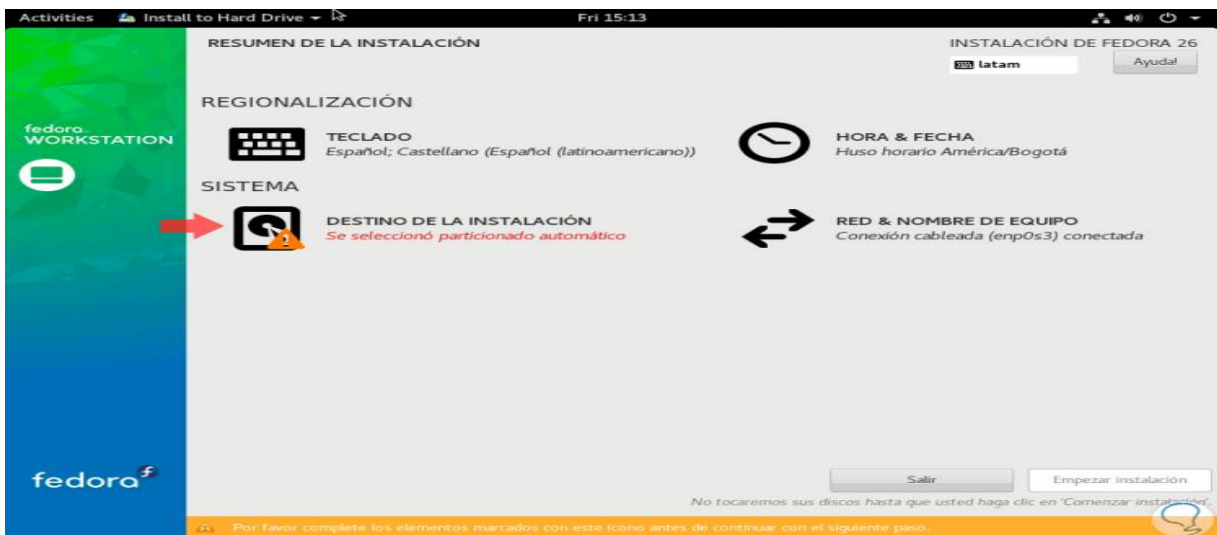 Activities Install to Hard Drive Fri 15:13
RESUMEN DE LA INSTALACIÓN
INSTALACIÓN DE FEDORA 26
latam
Ayuda!
REGIONALIZACIÓN
fedora
WORKSTATION
TECLADO
Español; Castellano (Español (latinoamericano))
HORA & FECHA
Huso horario América/Bogotá
SISTEMA
DESTINO DE LA INSTALACIÓN
Se seleccionó particionado automático
RED & NOMBRE DE EQUIPO
Conexión cableada (enp0s3) conectada
fedora
Salir
Empezar instalación
No tocaremos sus discos hasta que usted haga clic en 'Comenzar instalación'.
Por favor complete los elementos marcados con este ícono antes de continuar con el siguiente paso.